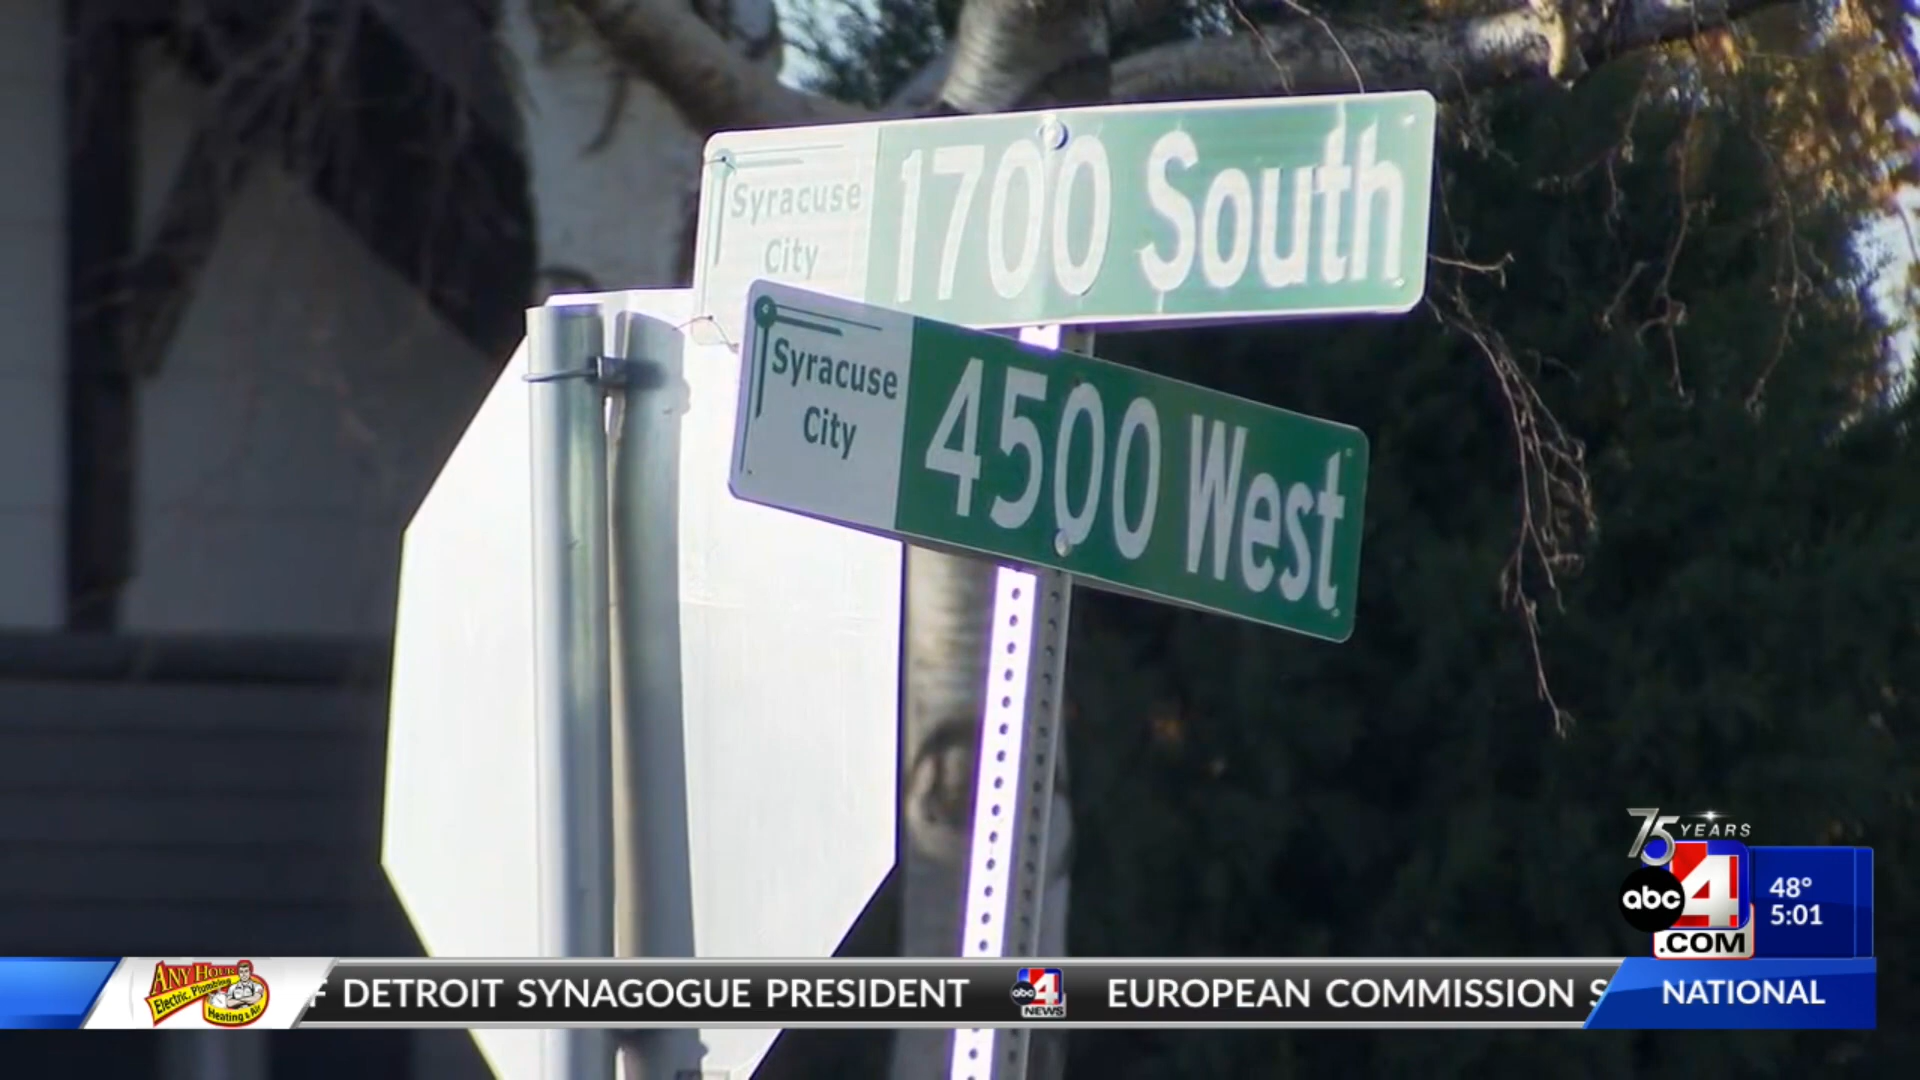 Syracuse
City
1700 South
Syracuse
City
4500 West
75 YEARS
abc 4
.COM
48°
5:01
ANY HOUR
Electric, Plumbing
Heating & Air
F DETROIT SYNAGOGUE PRESIDENT
abc 4
NEWS
EUROPEAN COMMISSION S
NATIONAL